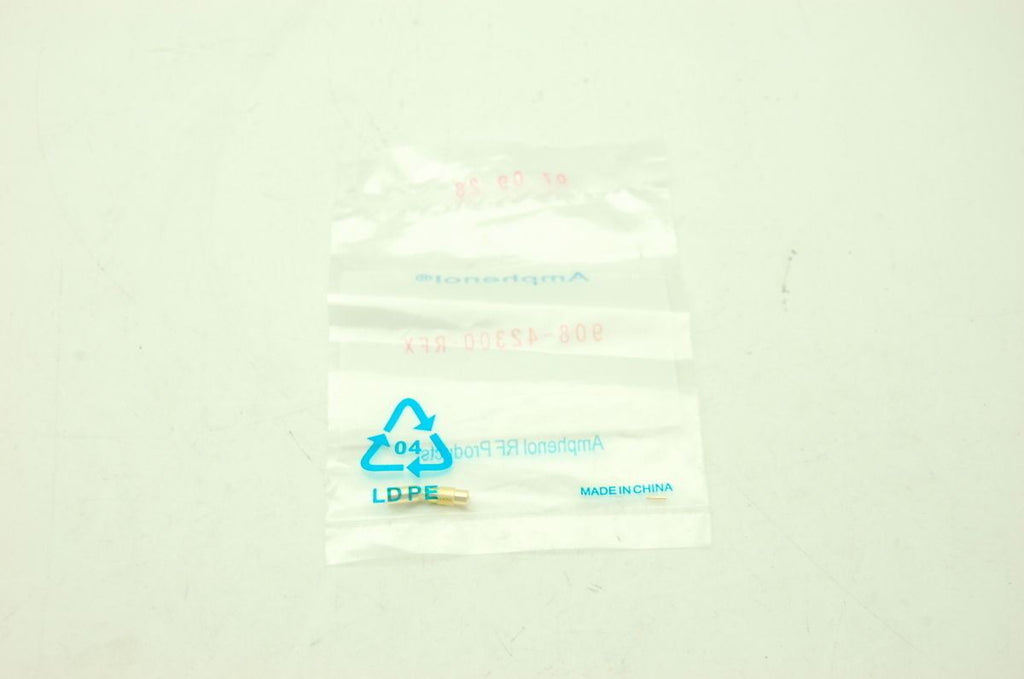 07 09 28
Amphenol®
908-42300 RFX
04
Amphenol RF Products
LDPE
MADE IN CHINA